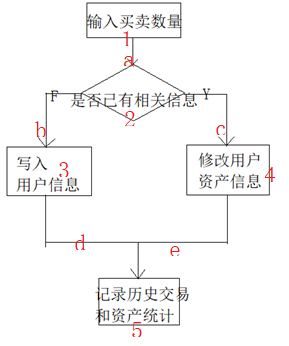 输入买卖数量
1
a
F 是否已有相关信息 Y
2
b
c
写入
用户信息
3
修改用户
资产信息
4
d
e
记录历史交易
和资产统计
5